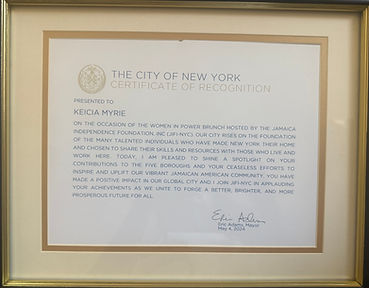 THE CITY OF NEW YORK
CERTIFICATE OF RECOGNITION
PRESENTED TO
KEICIA MYRIE
ON THE OCCASION OF THE WOMEN IN POWER BRUNCH HOSTED BY THE JAMAICA
INDEPENDENCE FOUNDATION, INC (JIFI-NYC). OUR CITY RISES ON THE FOUNDATION
OF THE MANY TALENTED INDIVIDUALS WHO HAVE MADE NEW YORK THEIR HOME
AND CHOSEN TO SHARE THEIR SKILLS AND RESOURCES WITH THOSE WHO LIVE AND
WORK HERE. TODAY, I AM PLEASED TO SHINE A SPOTLIGHT ON YOUR
CONTRIBUTIONS TO THE FIVE BOROUGHS AND YOUR CEASELESS EFFORTS TO
INSPIRE AND UPLIFT OUR VIBRANT JAMAICAN AMERICAN COMMUNITY. YOU HAVE
MADE A POSITIVE IMPACT IN OUR GLOBAL CITY AND I JOIN JIFI-NYC IN APPLAUDING
YOUR ACHIEVEMENTS AS WE UNITE TO FORGE A BETTER, BRIGHTER, AND MORE
PROSPEROUS FUTURE FOR ALL.
Eric Adams
Eric Adams, Mayor
May 4, 2024